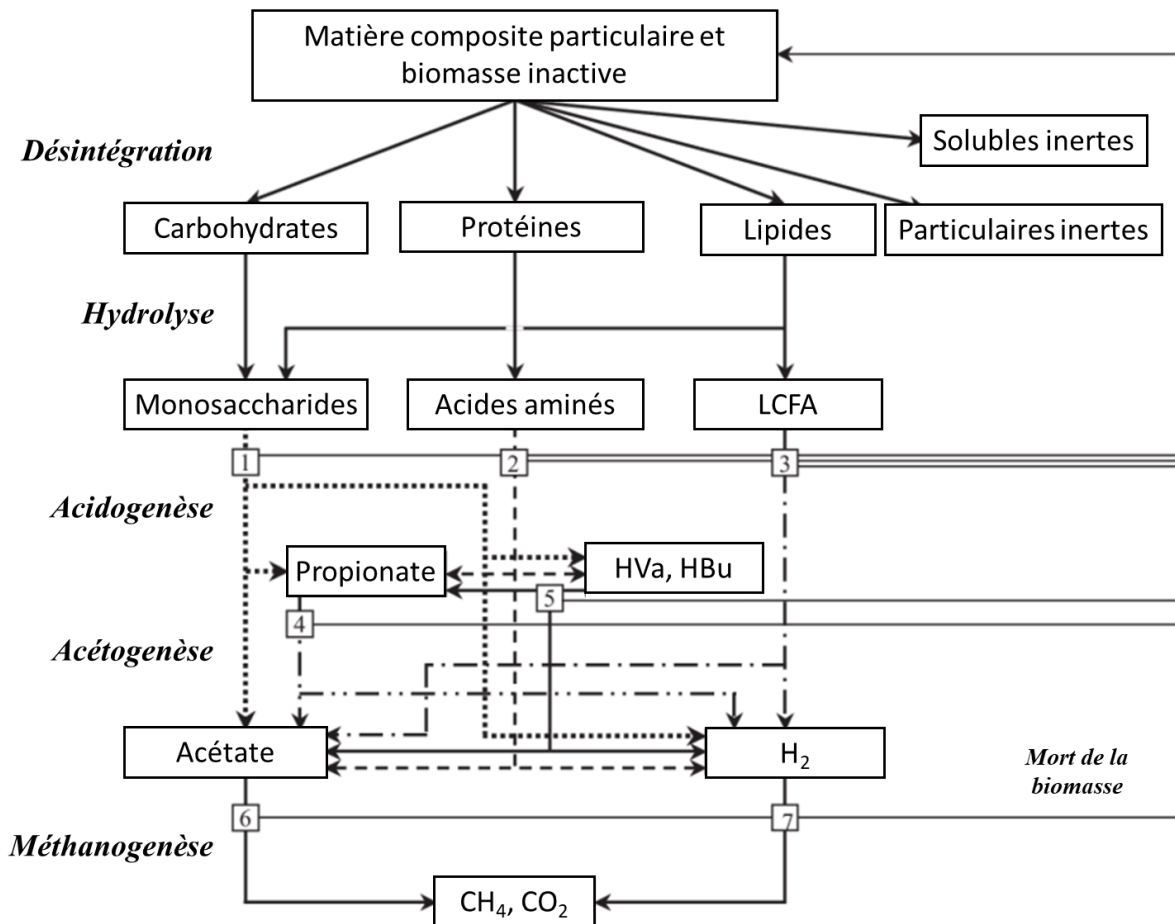 Matière composite particulaire et
biomasse inactive
Désintégration
Solubles inertes
Carbohydrates
Protéines
Lipides
Particulaires inertes
Hydrolyse
Monosaccharides
Acides aminés
LCFA
1
2
3
Acidogenèse
Propionate
HVa, HBu
5
4
Acétogenèse
Acétate
H₂
Mort de la
biomasse
6
7
Méthanogenèse
CH₄, CO₂